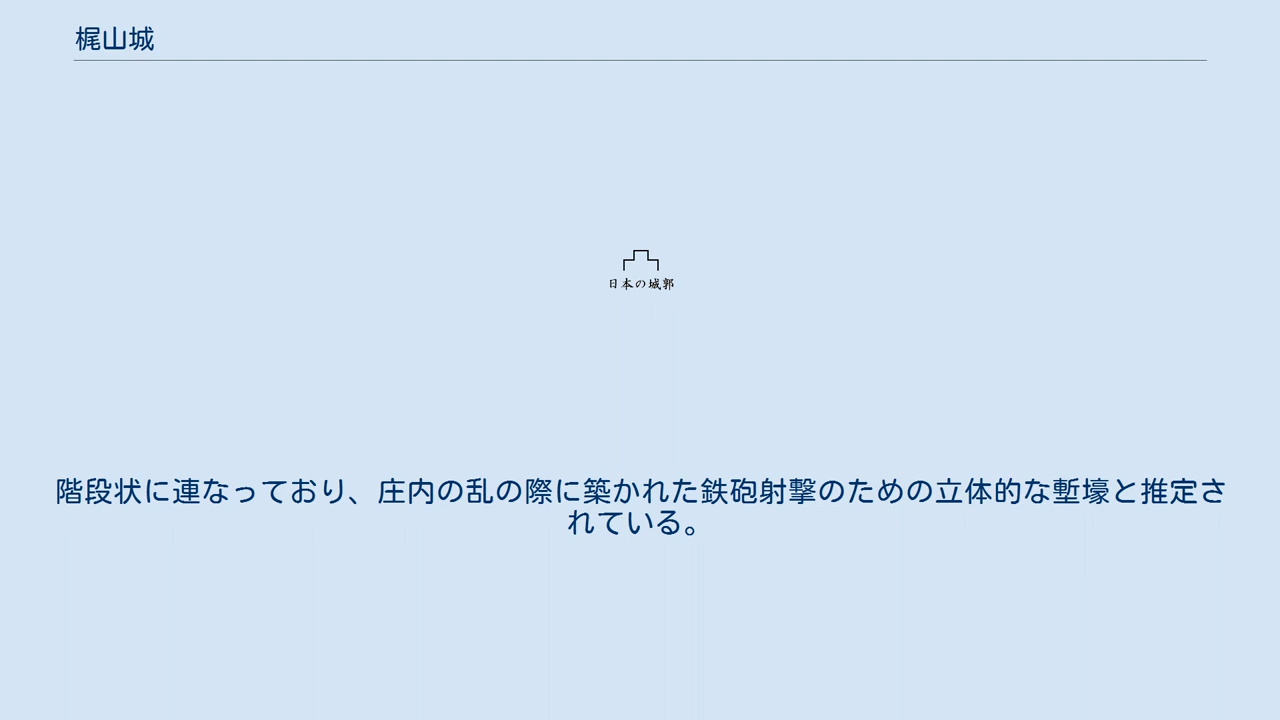 梶山城
日本の城郭
階段状に連なっており、庄内の乱の際に築かれた鉄砲射撃のための立体的な塹壕と推定さ
れている。